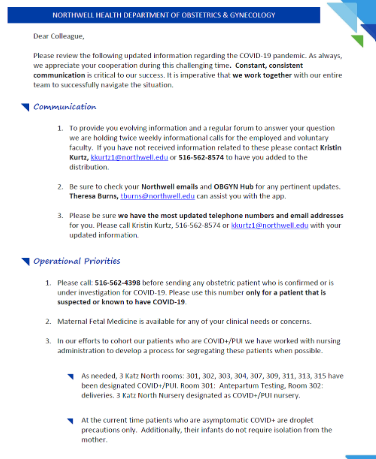 NORTHWELL HEALTH DEPARTMENT OF OBSTETRICS & GYNECOLOGY
Dear Colleague,
Please review the following updated information regarding the COVID-19 pandemic. As always,
we appreciate your cooperation during this challenging time. Constant, consistent
communication is critical to our success. It is imperative that we work together with our entire
team to successfully navigate the situation.
Communication
1. To provide you evolving information and a regular forum to answer your question
we are holding twice weekly informational calls for the employed and voluntary
faculty. If you have not received information related to these please contact Kristin
Kurtz, kkurtz1@northwell.edu or 516-562-8574 to have you added to the
distribution.
2. Be sure to check your Northwell emails and OBGYN Hub for any pertinent updates.
Theresa Burns, tburns@northwell.edu can assist you with the app.
3. Please be sure we have the most updated telephone numbers and email addresses
for you. Please call Kristin Kurtz, 516-562-8574 or kkurtz1@northwell.edu with your
updated information.
Operational Priorities
1. Please call: 516-562-4398 before sending any obstetric patient who is confirmed or is
under investigation for COVID-19. Please use this number only for a patient that is
suspected or known to have COVID-19.
2. Maternal Fetal Medicine is available for any of your clinical needs or concerns.
3. In our efforts to cohort our patients who are COVID+/PUI we have worked with nursing
administration to develop a process for segregating these patients when possible.
As needed, 3 Katz North rooms: 301, 302, 303, 304, 307, 309, 311, 313, 315 have
been designated COVID+/PUI. Room 301: Antepartum Testing, Room 302:
deliveries. 3 Katz North Nursery designated as COVID+/PUI nursery.
At the current time patients who are asymptomatic COVID+ are droplet
precautions only. Additionally, their infants do not require isolation from the
mother.